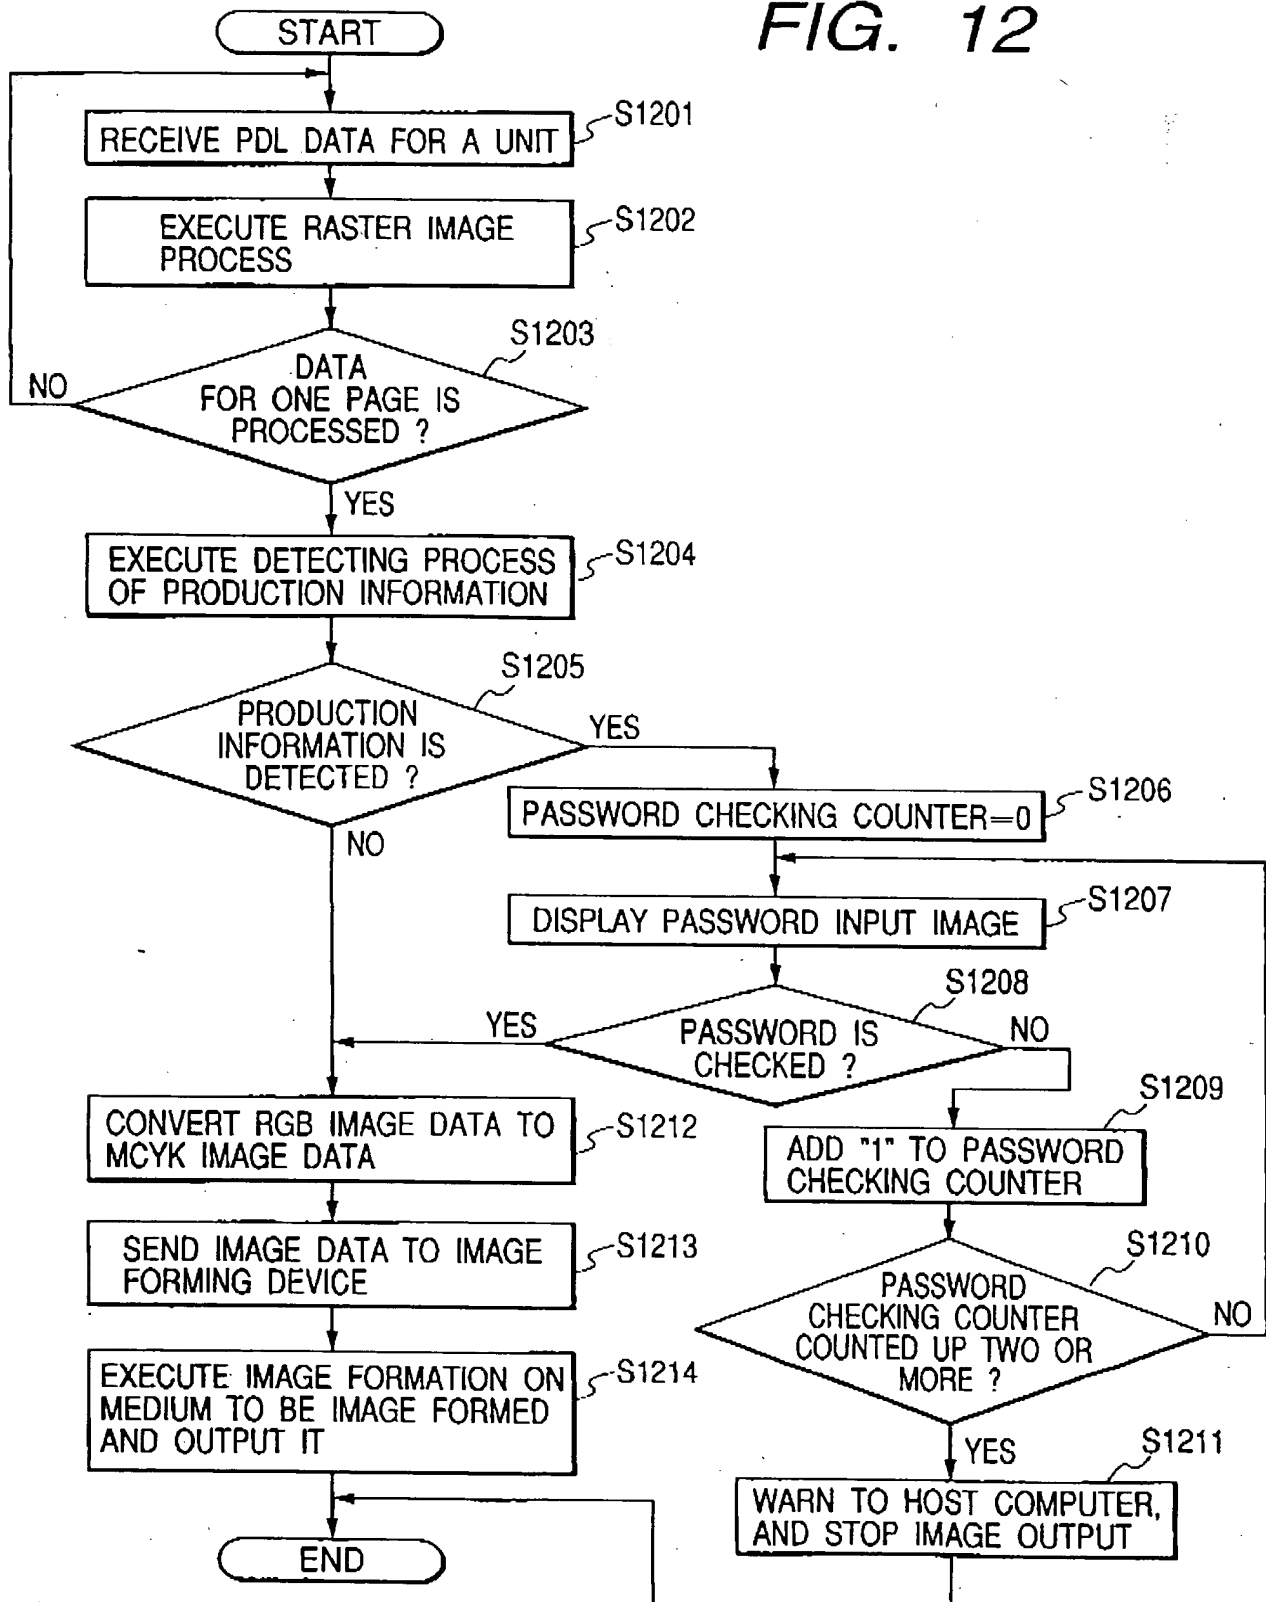 FIG. 12
START
S1201
RECEIVE PDL DATA FOR A UNIT
S1202
EXECUTE RASTER IMAGE
PROCESS
S1203
DATA
FOR ONE PAGE IS
PROCESSED ?
NO
YES
S1204
EXECUTE DETECTING PROCESS
OF PRODUCTION INFORMATION
S1205
PRODUCTION
INFORMATION IS
DETECTED ?
YES
NO
S1206
PASSWORD CHECKING COUNTER=0
S1207
DISPLAY PASSWORD INPUT IMAGE
S1208
PASSWORD IS
CHECKED ?
YES
NO
S1209
ADD "1" TO PASSWORD
CHECKING COUNTER
S1210
PASSWORD
CHECKING COUNTER
COUNTED UP TWO OR
MORE ?
NO
YES
S1211
WARN TO HOST COMPUTER,
AND STOP IMAGE OUTPUT
S1212
CONVERT RGB IMAGE DATA TO
MCYK IMAGE DATA
S1213
SEND IMAGE DATA TO IMAGE
FORMING DEVICE
S1214
EXECUTE IMAGE FORMATION ON
MEDIUM TO BE IMAGE FORMED
AND OUTPUT IT
END